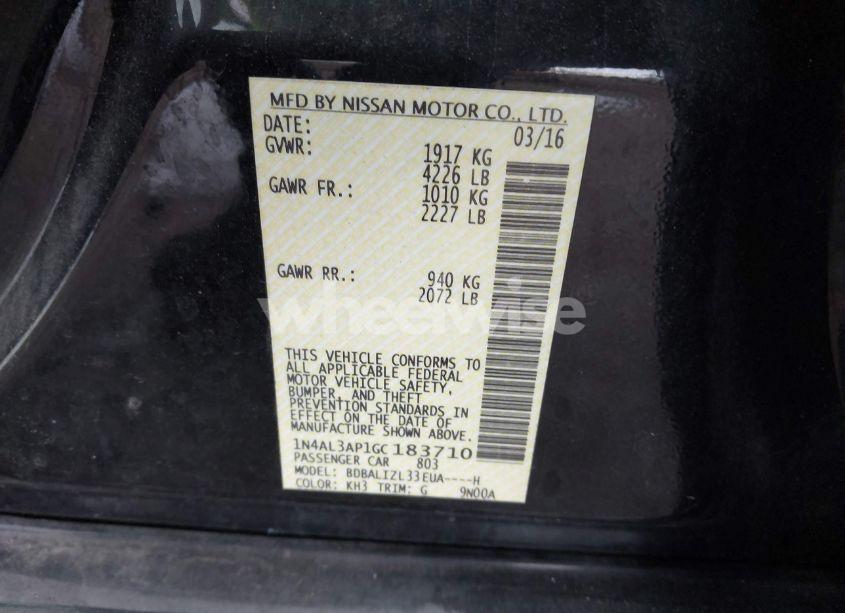 MFD BY NISSAN MOTOR CO., LTD.
DATE: 03/16
GVWR: 1917 KG
4226 LB
GAWR FR.: 1010 KG
2227 LB
GAWR RR.: 940 KG
2072 LB
wheelwise
THIS VEHICLE CONFORMS TO
ALL APPLICABLE FEDERAL
MOTOR VEHICLE SAFETY,
BUMPER, AND THEFT
PREVENTION STANDARDS IN
EFFECT ON THE DATE OF
MANUFACTURE SHOWN ABOVE.
1N4AL3AP1GC183710
PASSENGER CAR 803
MODEL: BDBALIZL33EUA----H
COLOR: KH3 TRIM: G 9N00A